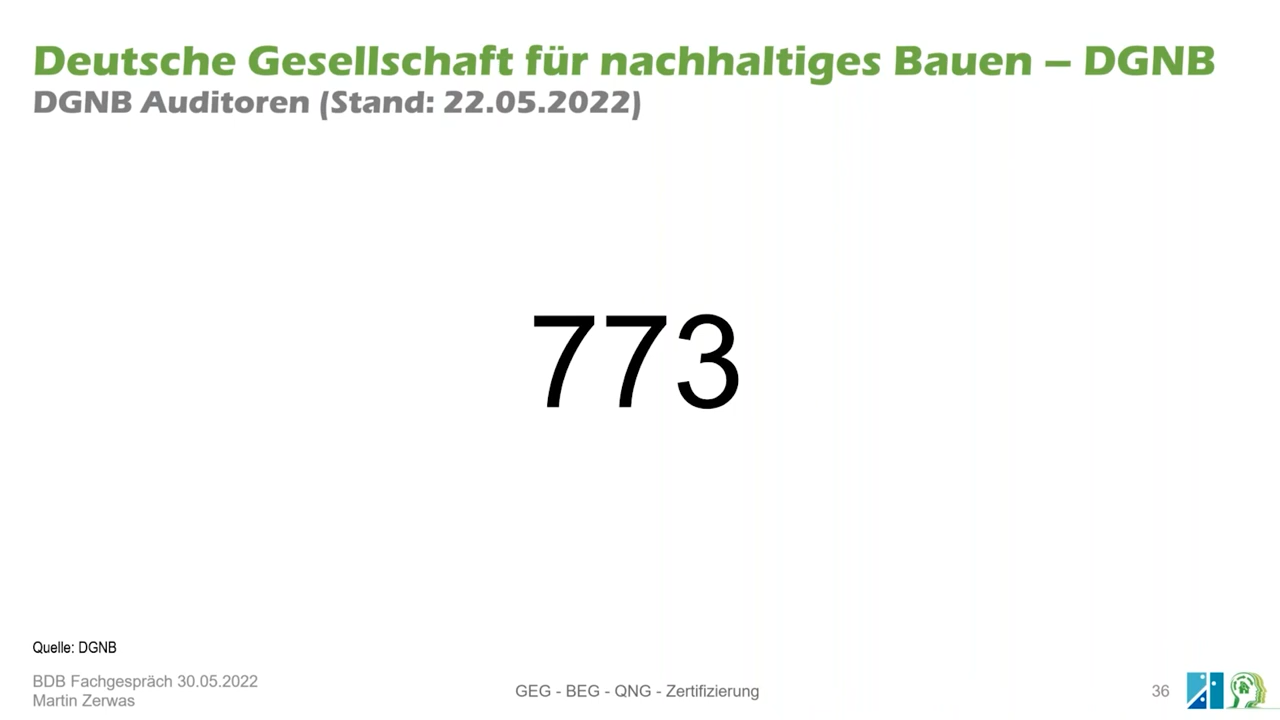 Deutsche Gesellschaft für nachhaltiges Bauen – DGNB
DGNB Auditoren (Stand: 22.05.2022)
773
Quelle: DGNB
BDB Fachgespräch 30.05.2022
Martin Zerwas
GEG - BEG - QNG - Zertifizierung
36